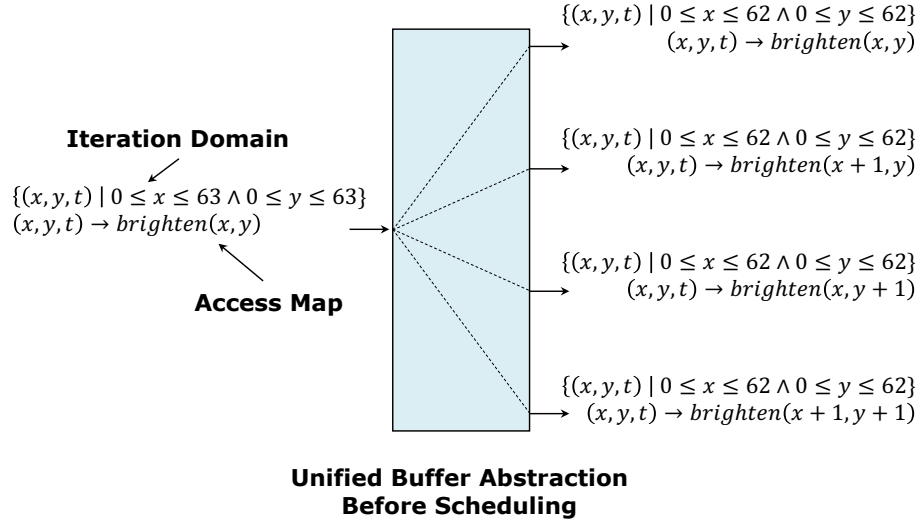 {(x, y, t) | 0 ≤ x ≤ 62 ∧ 0 ≤ y ≤ 62}
(x, y, t) → brighten(x, y)
Iteration Domain
{(x, y, t) | 0 ≤ x ≤ 62 ∧ 0 ≤ y ≤ 62}
(x, y, t) → brighten(x + 1, y)
{(x, y, t) | 0 ≤ x ≤ 63 ∧ 0 ≤ y ≤ 63}
(x, y, t) → brighten(x, y)
{(x, y, t) | 0 ≤ x ≤ 62 ∧ 0 ≤ y ≤ 62}
(x, y, t) → brighten(x, y + 1)
Access Map
{(x, y, t) | 0 ≤ x ≤ 62 ∧ 0 ≤ y ≤ 62}
(x, y, t) → brighten(x + 1, y + 1)
Unified Buffer Abstraction
Before Scheduling